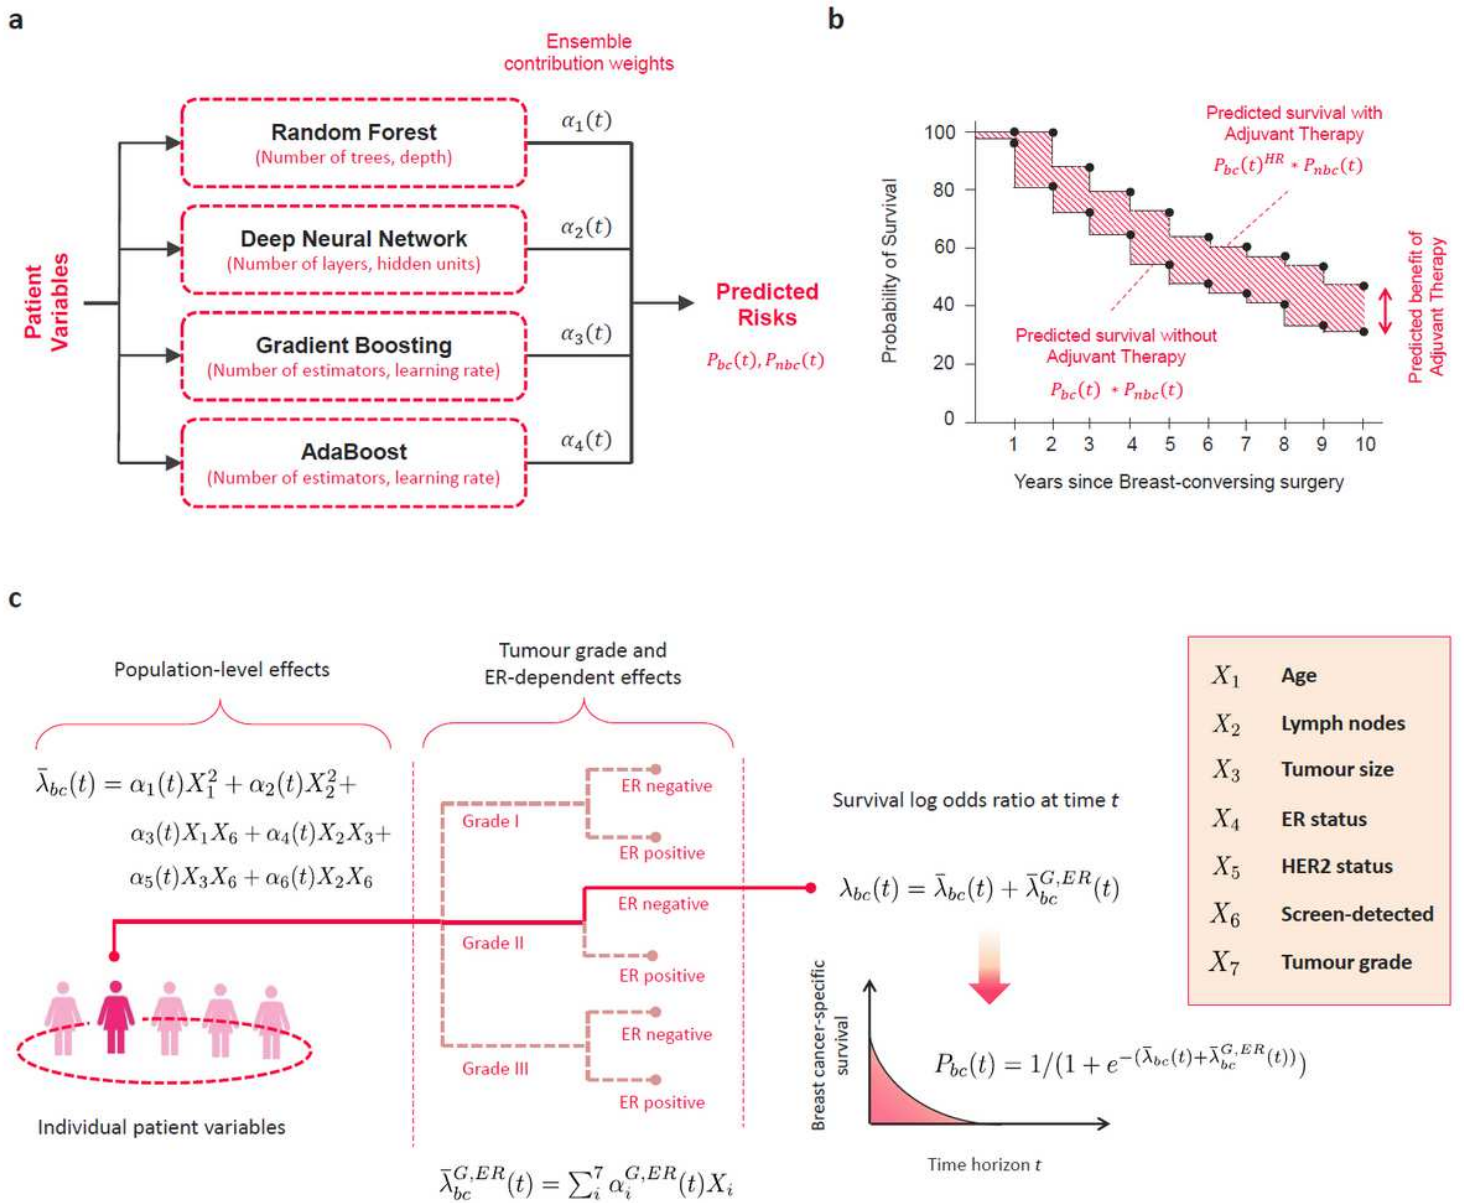 a
Ensemble
contribution weights
Patient
Variables
Random Forest
(Number of trees, depth)
α₁(t)
Deep Neural Network
(Number of layers, hidden units)
α₂(t)
Gradient Boosting
(Number of estimators, learning rate)
α₃(t)
AdaBoost
(Number of estimators, learning rate)
α₄(t)
Predicted
Risks
P_bc(t), P_nbc(t)
b
Probability of Survival
100
80
60
40
20
0
1 2 3 4 5 6 7 8 9 10
Years since Breast-conversing surgery
Predicted survival with
Adjuvant Therapy
P_bc(t)^HR * P_nbc(t)
Predicted survival without
Adjuvant Therapy
P_bc(t) * P_nbc(t)
Predicted benefit of
Adjuvant Therapy
c
Population-level effects
λ̄_bc(t) = α₁(t)X₁² + α₂(t)X₂²+
α₃(t)X₁X₆ + α₄(t)X₂X₃+
α₅(t)X₃X₆ + α₆(t)X₂X₆
Individual patient variables
Tumour grade and
ER-dependent effects
Grade I
ER negative
ER positive
Grade II
ER negative
ER positive
Grade III
ER negative
ER positive
λ̄_bc^{G,ER}(t) = ∑_i^7 α_i^{G,ER}(t)X_i
Survival log odds ratio at time t
λ_bc(t) = λ̄_bc(t) + λ̄_bc^{G,ER}(t)
Breast cancer-specific
survival
P_bc(t) = 1/(1 + e^{-(λ̄_bc(t)+λ̄_bc^{G,ER}(t))})
Time horizon t
X₁ Age
X₂ Lymph nodes
X₃ Tumour size
X₄ ER status
X₅ HER2 status
X₆ Screen-detected
X₇ Tumour grade